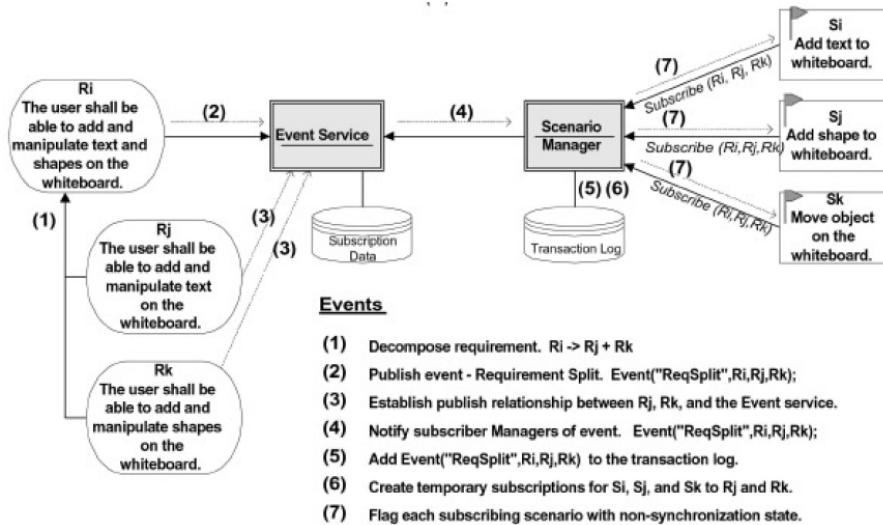 Ri
The user shall be
able to add and
manipulate text and
shapes on the
whiteboard.
(1)
Rj
The user shall be
able to add and
manipulate text
on the
whiteboard.
Rk
The user shall be
able to add and
manipulate shapes
on the
whiteboard.
(2)
(3)
(3)
Event Service
Subscription
Data
(4)
Scenario
Manager
(5) (6)
Transaction Log
(7)
Subscribe (Ri, Rj, Rk)
(7)
Subscribe (Ri,Rj,Rk)
(7)
Subscribe (Ri,Rj,Rk)
Si
Add text to
whiteboard.
Sj
Add shape to
whiteboard.
Sk
Move object
on the
whiteboard.
Events
(1) Decompose requirement. Ri -> Rj + Rk
(2) Publish event - Requirement Split. Event("ReqSplit",Ri,Rj,Rk);
(3) Establish publish relationship between Rj, Rk, and the Event service.
(4) Notify subscriber Managers of event. Event("ReqSplit",Ri,Rj,Rk);
(5) Add Event("ReqSplit",Ri,Rj,Rk) to the transaction log.
(6) Create temporary subscriptions for Si, Sj, and Sk to Rj and Rk.
(7) Flag each subscribing scenario with non-synchronization state.